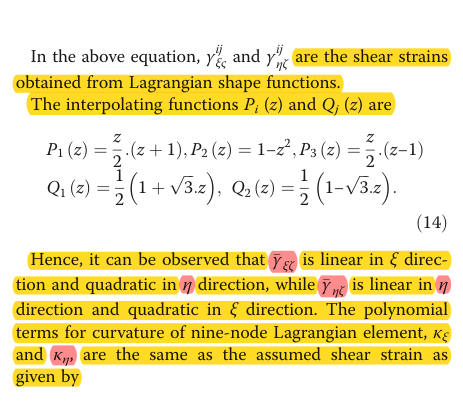 In the above equation, γ^{ij}_{ξς} and γ^{ij}_{ηζ} are the shear strains
obtained from Lagrangian shape functions.
The interpolating functions P_i (z) and Q_j (z) are
P_1 (z) = z/2 .(z + 1), P_2 (z) = 1–z^2, P_3 (z) = z/2 .(z–1)
Q_1 (z) = 1/2 (1 + √3.z), Q_2 (z) = 1/2 (1–√3.z).
(14)
Hence, it can be observed that γ̄_{ξζ} is linear in ξ direc-
tion and quadratic in η direction, while γ̄_{ηζ} is linear in η
direction and quadratic in ξ direction. The polynomial
terms for curvature of nine-node Lagrangian element, κ_ξ
and κ_η, are the same as the assumed shear strain as
given by